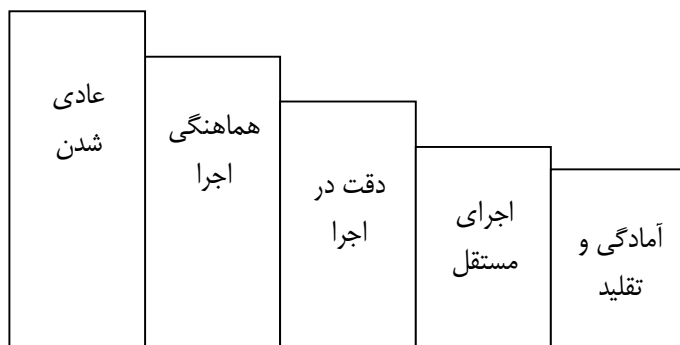 آمادگی و
تقلید
اجرای
مستقل
دقت در
اجرا
هماهنگی
اجرا
عادی
شدن